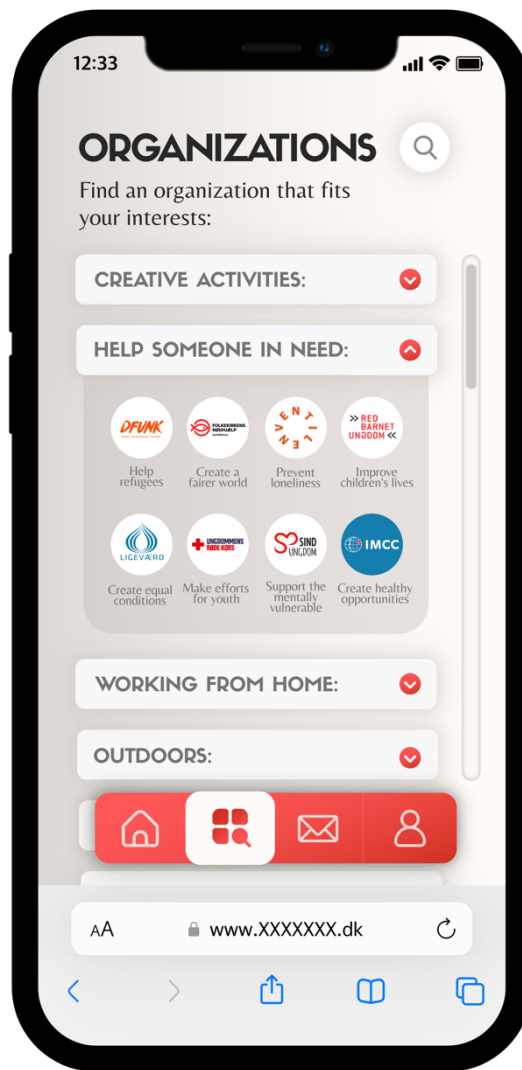 12:33
ORGANIZATIONS
Find an organization that fits
your interests:
CREATIVE ACTIVITIES:
HELP SOMEONE IN NEED:
DFUNK
FOLKEKIRKENS
NØDHJÆLP
VENTILEN
>> RED
BARNET
UNGDOM <<
Help
refugees
Create a
fairer world
Prevent
loneliness
Improve
children's lives
LIGEVÆRD
UNGDOMMENS
RØDE KORS
SIND
UNGDOM
IMCC
Create equal
conditions
Make efforts
for youth
Support the
mentally
vulnerable
Create healthy
opportunities
WORKING FROM HOME:
OUTDOORS:
AA
www.XXXXXXX.dk